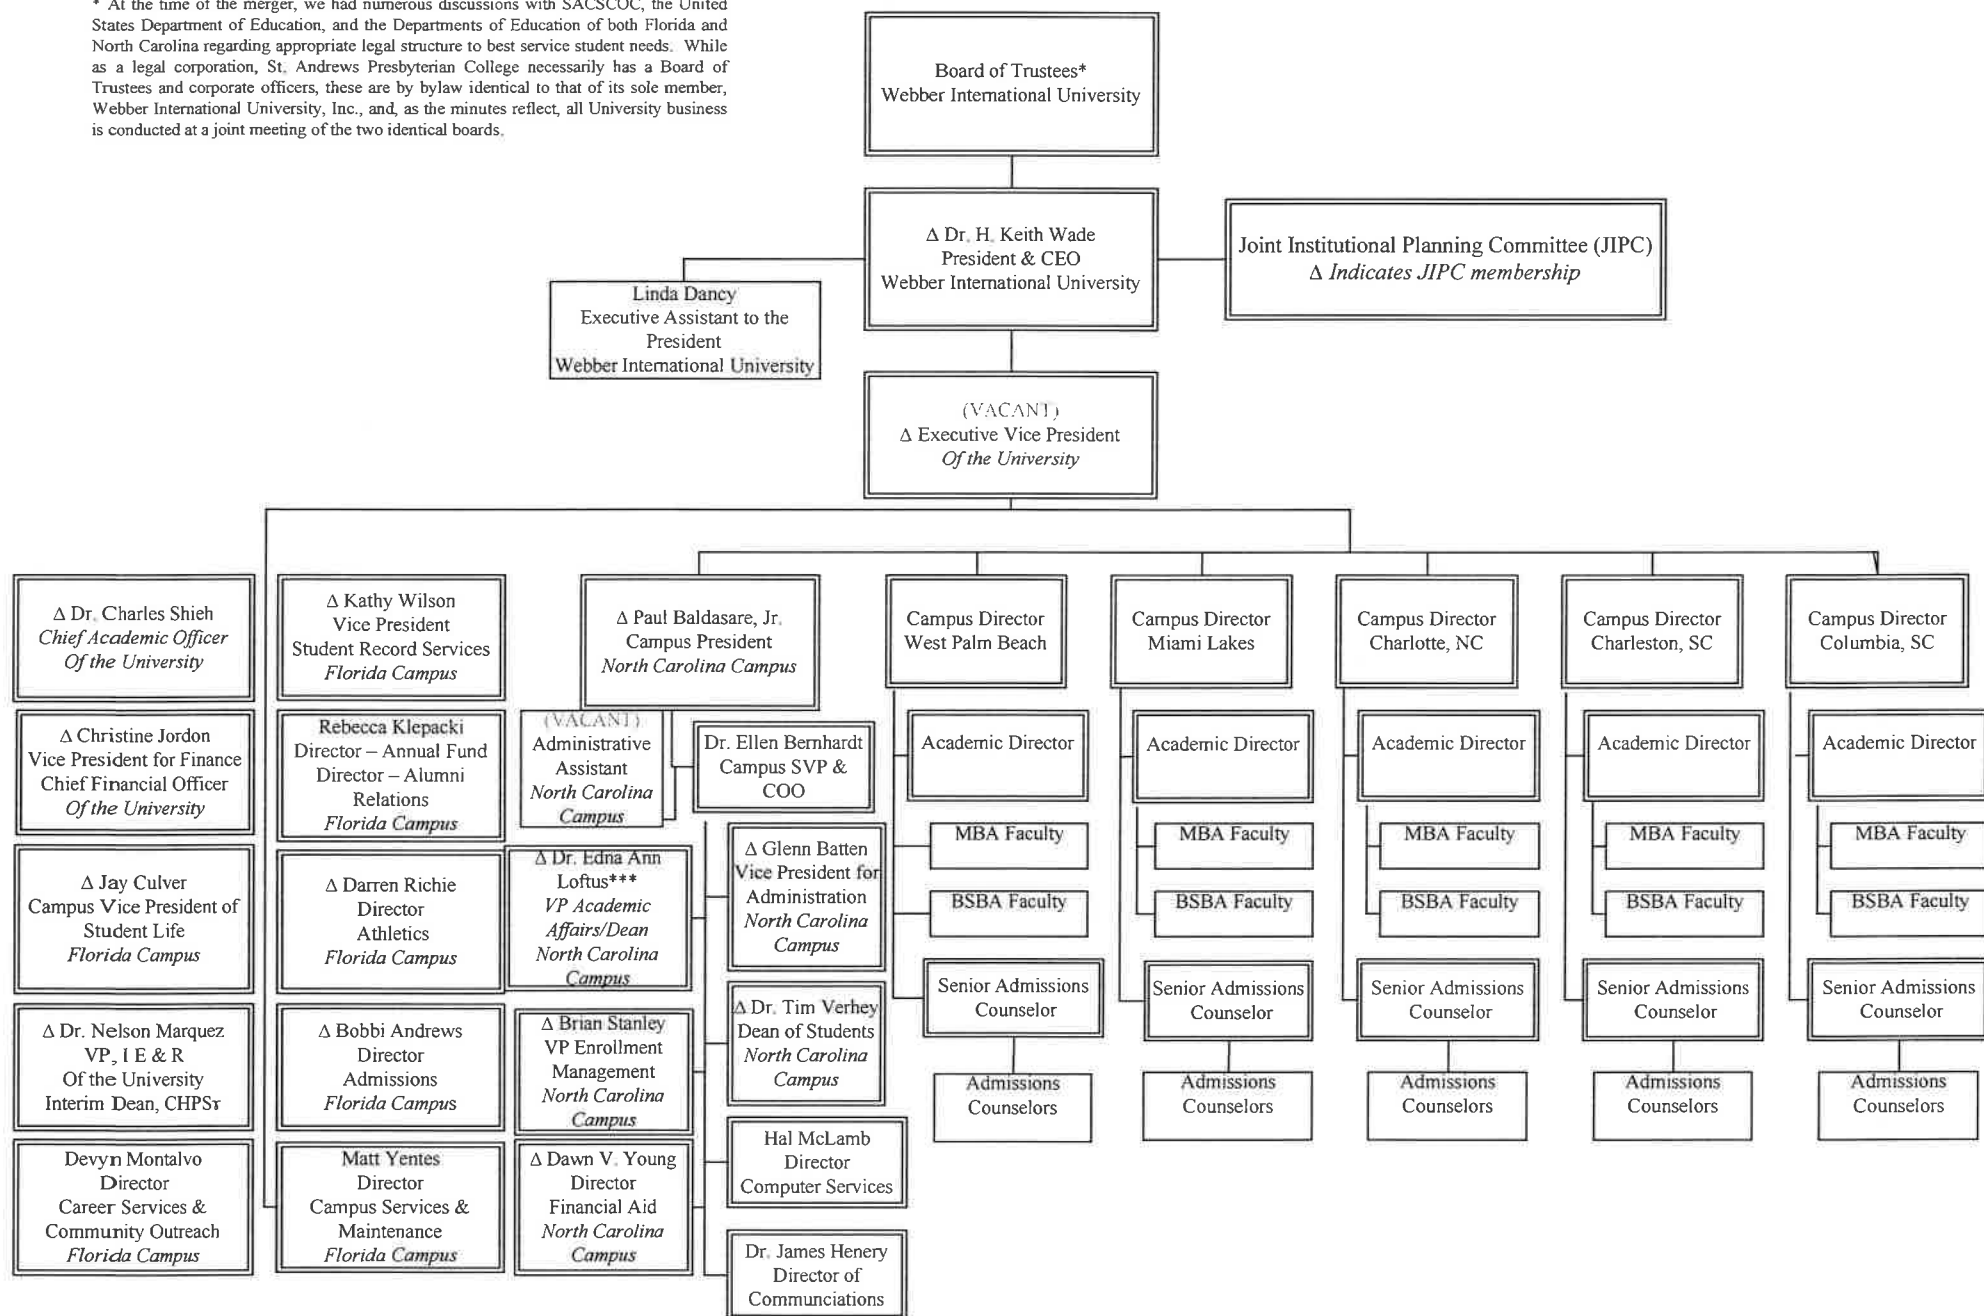 * At the time of the merger, we had numerous discussions with SACSCOC, the United
States Department of Education, and the Departments of Education of both Florida and
North Carolina regarding appropriate legal structure to best service student needs. While
as a legal corporation, St. Andrews Presbyterian College necessarily has a Board of
Trustees and corporate officers, these are by bylaw identical to that of its sole member,
Webber International University, Inc., and, as the minutes reflect, all University business
is conducted at a joint meeting of the two identical boards.
Board of Trustees*
Webber International University
Δ Dr. H. Keith Wade
President & CEO
Webber International University
Joint Institutional Planning Committee (JIPC)
Δ Indicates JIPC membership
Linda Dancy
Executive Assistant to the
President
Webber International University
(VACANT)
Δ Executive Vice President
Of the University
Δ Dr. Charles Shieh
Chief Academic Officer
Of the University
Δ Christine Jordon
Vice President for Finance
Chief Financial Officer
Of the University
Δ Jay Culver
Campus Vice President of
Student Life
Florida Campus
Δ Dr. Nelson Marquez
VP, I E & R
Of the University
Interim Dean, CHPST
Devyn Montalvo
Director
Career Services &
Community Outreach
Florida Campus
Δ Kathy Wilson
Vice President
Student Record Services
Florida Campus
Rebecca Klepacki
Director – Annual Fund
Director – Alumni
Relations
Florida Campus
Δ Darren Richie
Director
Athletics
Florida Campus
Δ Bobbi Andrews
Director
Admissions
Florida Campus
Matt Yentes
Director
Campus Services &
Maintenance
Florida Campus
Δ Paul Baldasare, Jr.
Campus President
North Carolina Campus
(VACANT)
Administrative
Assistant
North Carolina
Campus
Dr. Ellen Bernhardt
Campus SVP &
COO
Δ Dr. Edna Ann
Loftus***
VP Academic
Affairs/Dean
North Carolina
Campus
Δ Glenn Batten
Vice President for
Administration
North Carolina
Campus
Δ Brian Stanley
VP Enrollment
Management
North Carolina
Campus
Δ Dr. Tim Verhey
Dean of Students
North Carolina
Campus
Δ Dawn V. Young
Director
Financial Aid
North Carolina
Campus
Hal McLamb
Director
Computer Services
Dr. James Henery
Director of
Communciations
Campus Director
West Palm Beach
Academic Director
MBA Faculty
BSBA Faculty
Senior Admissions
Counselor
Admissions
Counselors
Campus Director
Miami Lakes
Academic Director
MBA Faculty
BSBA Faculty
Senior Admissions
Counselor
Admissions
Counselors
Campus Director
Charlotte, NC
Academic Director
MBA Faculty
BSBA Faculty
Senior Admissions
Counselor
Admissions
Counselors
Campus Director
Charleston, SC
Academic Director
MBA Faculty
BSBA Faculty
Senior Admissions
Counselor
Admissions
Counselors
Campus Director
Columbia, SC
Academic Director
MBA Faculty
BSBA Faculty
Senior Admissions
Counselor
Admissions
Counselors